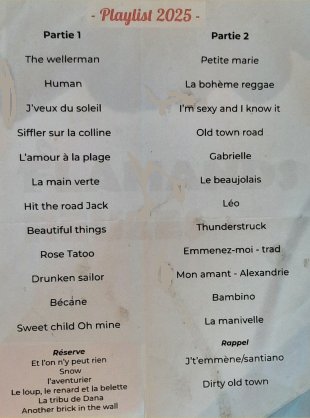 - Playlist 2025 -
Partie 1
The wellerman
Human
J'veux du soleil
Siffler sur la colline
L'amour à la plage
La main verte
Hit the road Jack
Beautiful things
Rose Tatoo
Drunken sailor
Bécane
Sweet child Oh mine
Réserve
Et l'on n'y peut rien
Snow
l'aventurier
Le loup, le renard et la belette
La tribu de Dana
Another brick in the wall
Partie 2
Petite marie
La bohème reggae
I'm sexy and I know it
Old town road
Gabrielle
Le beaujolais
Léo
Thunderstruck
Emmenez-moi - trad
Mon amant - Alexandrie
Bambino
La manivelle
Rappel
J't'emmène/santiano
Dirty old town